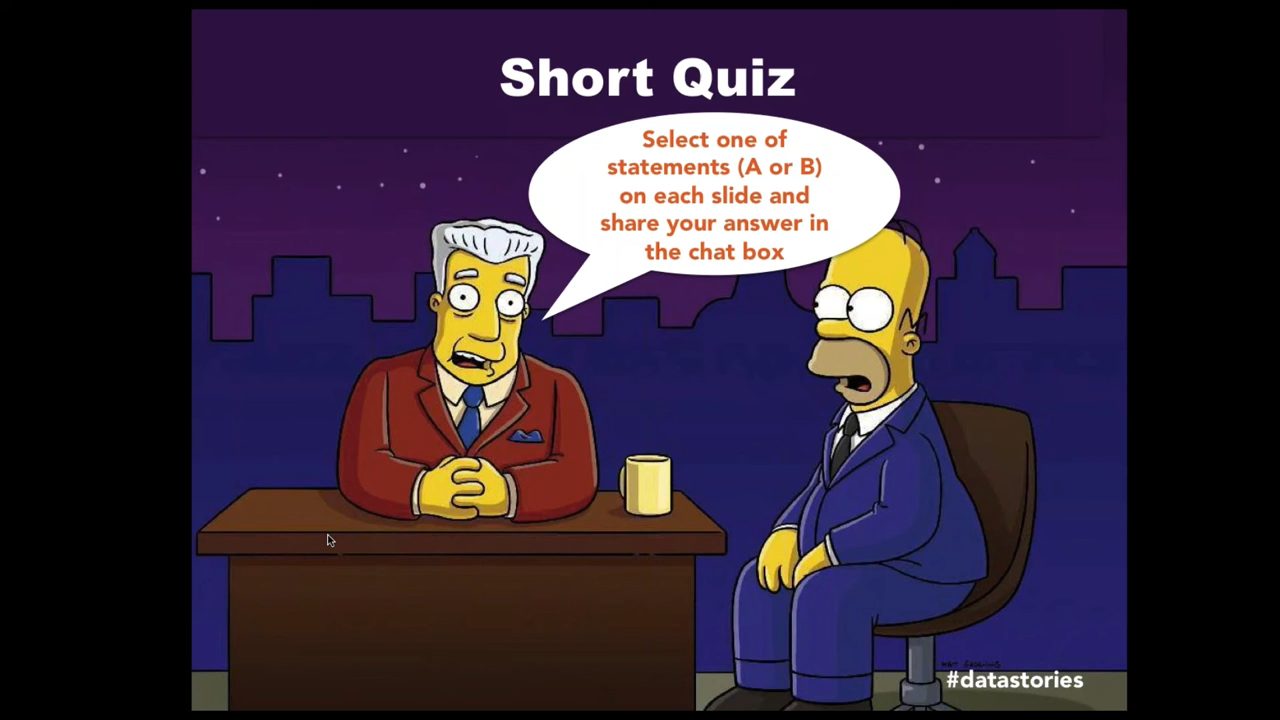 Short Quiz
Select one of
statements (A or B)
on each slide and
share your answer in
the chat box
#datastories